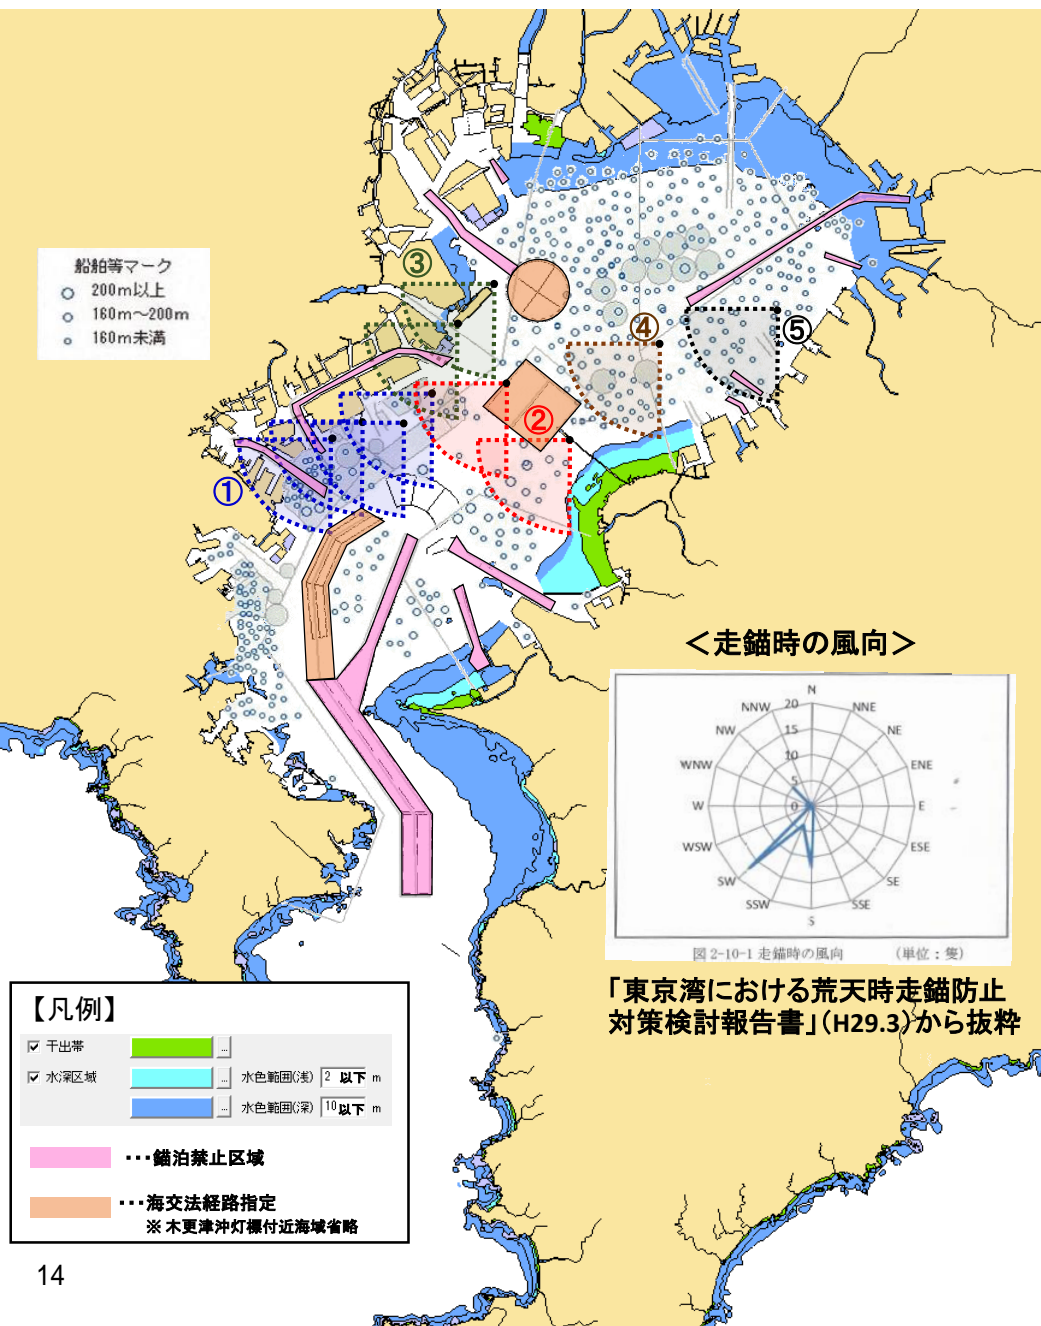 船舶等マーク
200m以上
160m～200m
160m未満
③
④
⑤
②
①
＜走錨時の風向＞
N
NNE
NE
ENE
E
ESE
SE
SSE
S
SSW
SW
WSW
W
WNW
NW
NNW
20
15
10
5
0
図 2-10-1 走錨時の風向 （単位：隻）
「東京湾における荒天時走錨防止
対策検討報告書」（H29.3）から抜粋
【凡例】
干出帯 ...
水深区域 ... 水色範囲(浅) 2 以下 m
... 水色範囲(深) 10以下 m
・・・錨泊禁止区域
・・・海交法経路指定
※ 木更津沖灯標付近海域省略
14